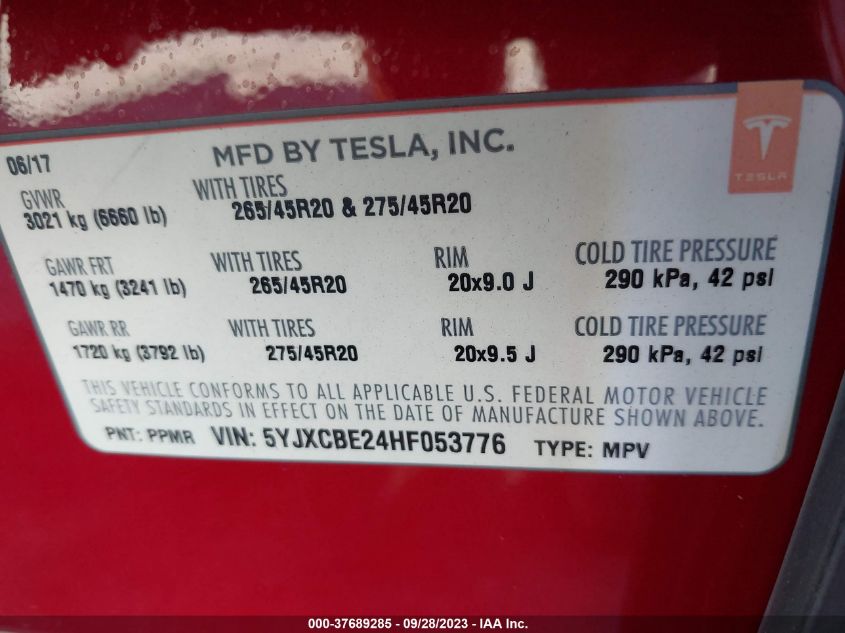 06/17 MFD BY TESLA, INC.
TESLA
GVWR WITH TIRES
3021 kg (6660 lb) 265/45R20 & 275/45R20
GAWR FRT WITH TIRES RIM COLD TIRE PRESSURE
1470 kg (3241 lb) 265/45R20 20x9.0 J 290 kPa, 42 psi
GAWR RR WITH TIRES RIM COLD TIRE PRESSURE
1720 kg (3792 lb) 275/45R20 20x9.5 J 290 kPa, 42 psi
THIS VEHICLE CONFORMS TO ALL APPLICABLE U.S. FEDERAL MOTOR VEHICLE
SAFETY STANDARDS IN EFFECT ON THE DATE OF MANUFACTURE SHOWN ABOVE.
PNT: PPMR VIN: 5YJXCBE24HF053776 TYPE: MPV
000-37689285 - 09/28/2023 - IAA Inc.